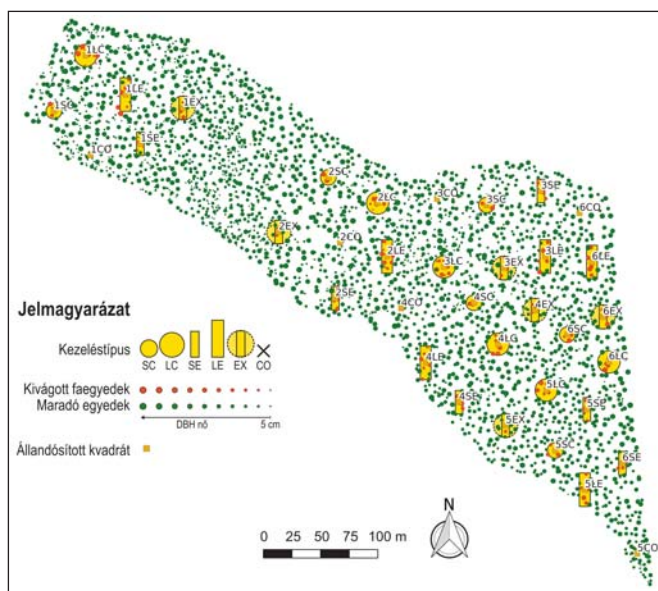 1LC
1LE
1EX
1SC
1SE
1CO
2SC
2LC
3CO
3SC
3SE
6CO
2EX
2CO
2LE
3LC
3EX
3LE
6LE
2SE
4CO
4SC
4EX
6EX
4LC
6SC
4LE
6LC
5LC
4SE
5SE
5EX
5SC
6SE
5LE
5CO
Jelmagyarázat
Kezeléstípus
SC LC SE LE EX CO
Kivágott faegyedek
Maradó egyedek
DBH nő 5 cm
Állandósított kvadrát
N
0 25 50 75 100 m